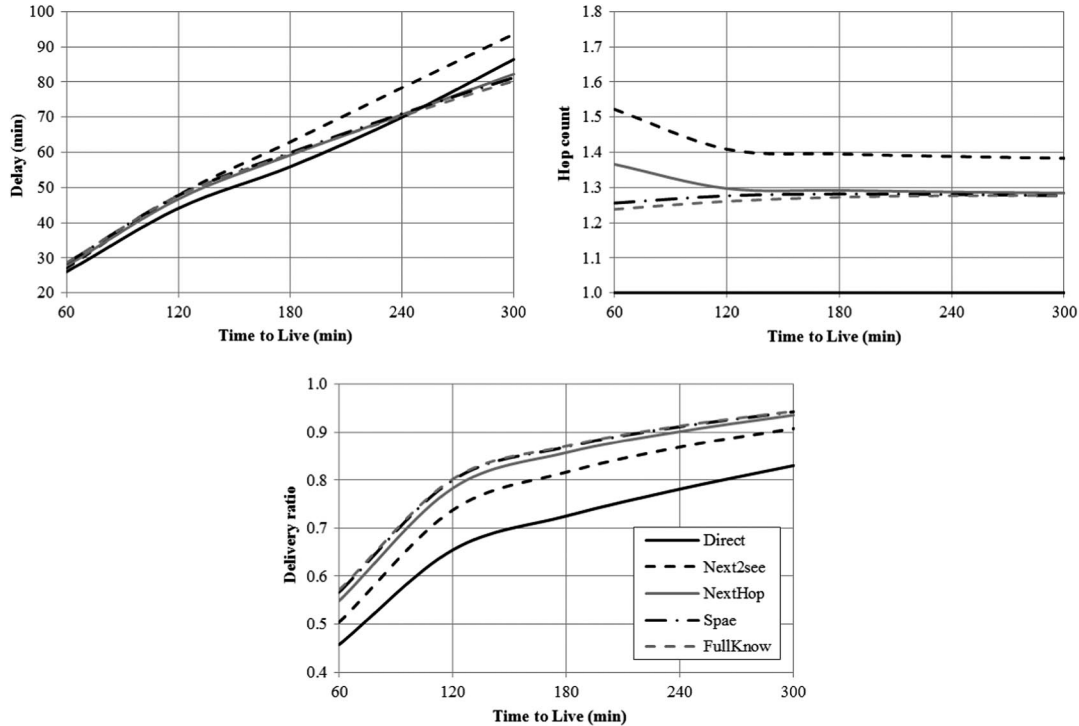 100
90
80
70
60
50
40
30
20
Delay (min)
60 120 180 240 300
Time to Live (min)
1.8
1.7
1.6
1.5
1.4
1.3
1.2
1.1
1.0
Hop count
60 120 180 240 300
Time to Live (min)
1.0
0.9
0.8
0.7
0.6
0.5
0.4
Delivery ratio
Direct
Next2see
NextHop
Spae
FullKnow
60 120 180 240 300
Time to Live (min)